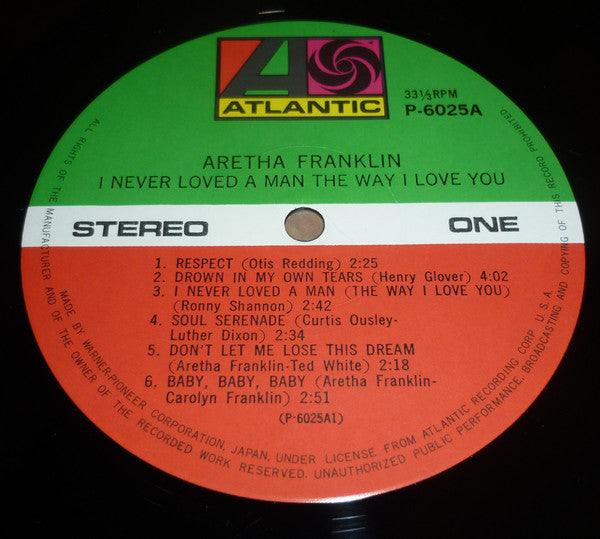 ATLANTIC
33⅓RPM
P-6025A
ARETHA FRANKLIN
I NEVER LOVED A MAN THE WAY I LOVE YOU
STEREO
ONE
1. RESPECT (Otis Redding) 2:25
2. DROWN IN MY OWN TEARS (Henry Glover) 4:02
3. I NEVER LOVED A MAN (THE WAY I LOVE YOU)
(Ronny Shannon) 2:42
4. SOUL SERENADE (Curtis Ousley-
Luther Dixon) 2:34
5. DON'T LET ME LOSE THIS DREAM
(Aretha Franklin-Ted White) 2:18
6. BABY, BABY, BABY (Aretha Franklin-
Carolyn Franklin) 2:51
(P-6025A1)
MADE BY WARNER-PIONEER CORPORATION, JAPAN, UNDER LICENSE FROM ATLANTIC RECORDING CORP. U.S.A.
ALL RIGHTS OF THE MANUFACTURER AND OF THE OWNER OF THE RECORDED WORK RESERVED. UNAUTHORIZED PUBLIC PERFORMANCE, BROADCASTING AND COPYING OF THIS RECORD PROHIBITED